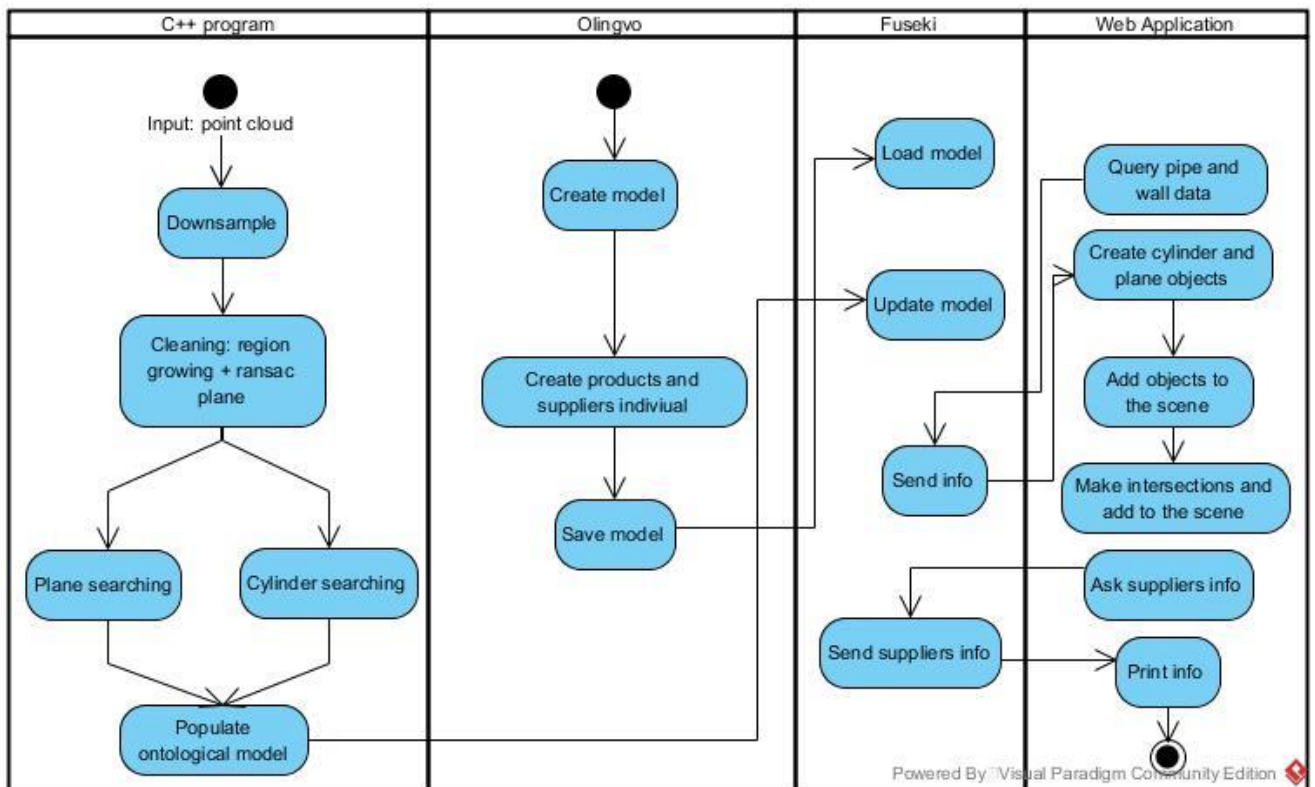 C++ program
Olingvo
Fuseki
Web Application
Input: point cloud
Downsample
Cleaning: region
growing + ransac
plane
Plane searching
Cylinder searching
Populate
ontological model
Create model
Create products and
suppliers indiviual
Save model
Load model
Update model
Send info
Send suppliers info
Query pipe and
wall data
Create cylinder and
plane objects
Add objects to
the scene
Make intersections and
add to the scene
Ask suppliers info
Print info
Powered By Visual Paradigm Community Edition